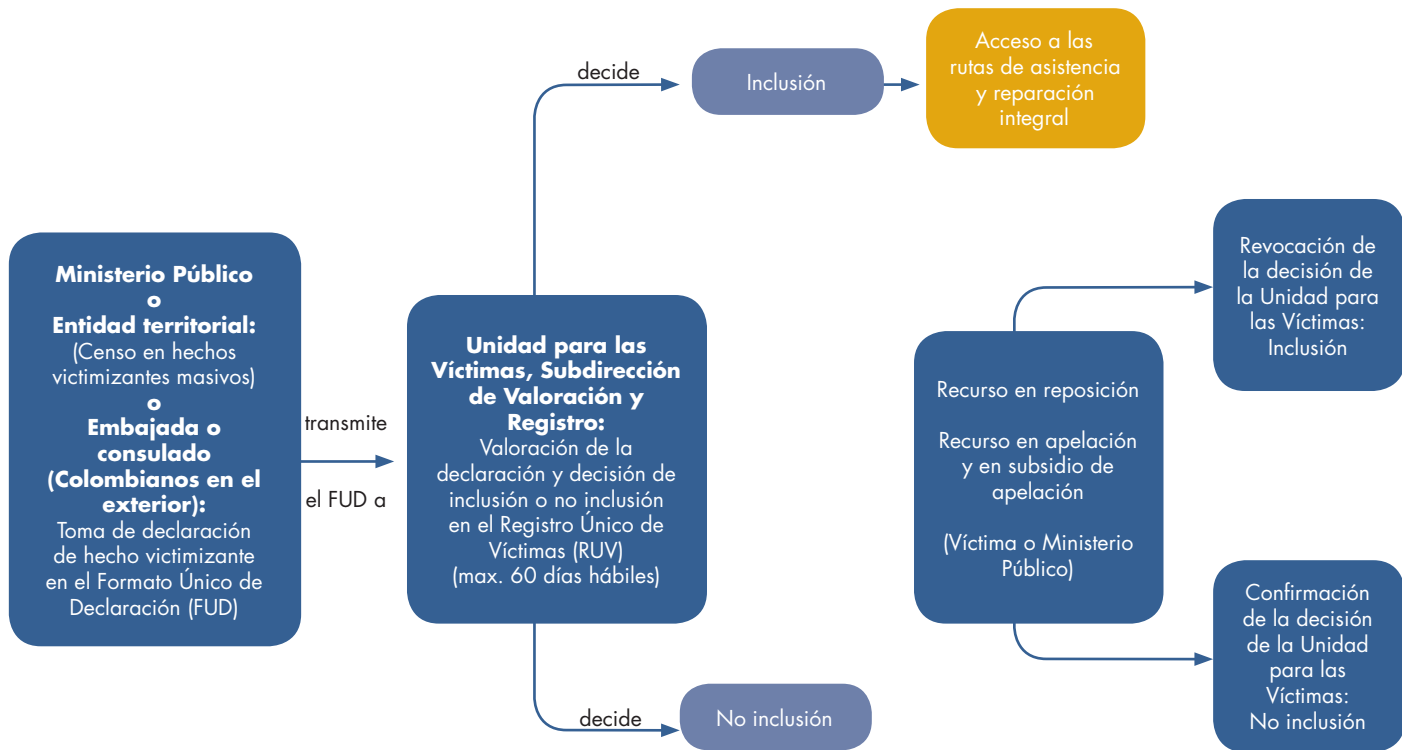 Ministerio Público
o
Entidad territorial:
(Censo en hechos
victimizantes masivos)
o
Embajada o
consulado
(Colombianos en el
exterior):
Toma de declaración
de hecho victimizante
en el Formato Único de
Declaración (FUD)
transmite
el FUD a
Unidad para las
Víctimas, Subdirección
de Valoración y
Registro:
Valoración de la
declaración y decisión de
inclusión o no inclusión
en el Registro Único de
Víctimas (RUV)
(max. 60 días hábiles)
decide
Inclusión
Acceso a las
rutas de asistencia
y reparación
integral
decide
No inclusión
Recurso en reposición
Recurso en apelación
y en subsidio de
apelación
(Víctima o Ministerio
Público)
Revocación de
la decisión de
la Unidad para
las Víctimas:
Inclusión
Confirmación
de la decisión
de la Unidad
para las
Víctimas:
No inclusión